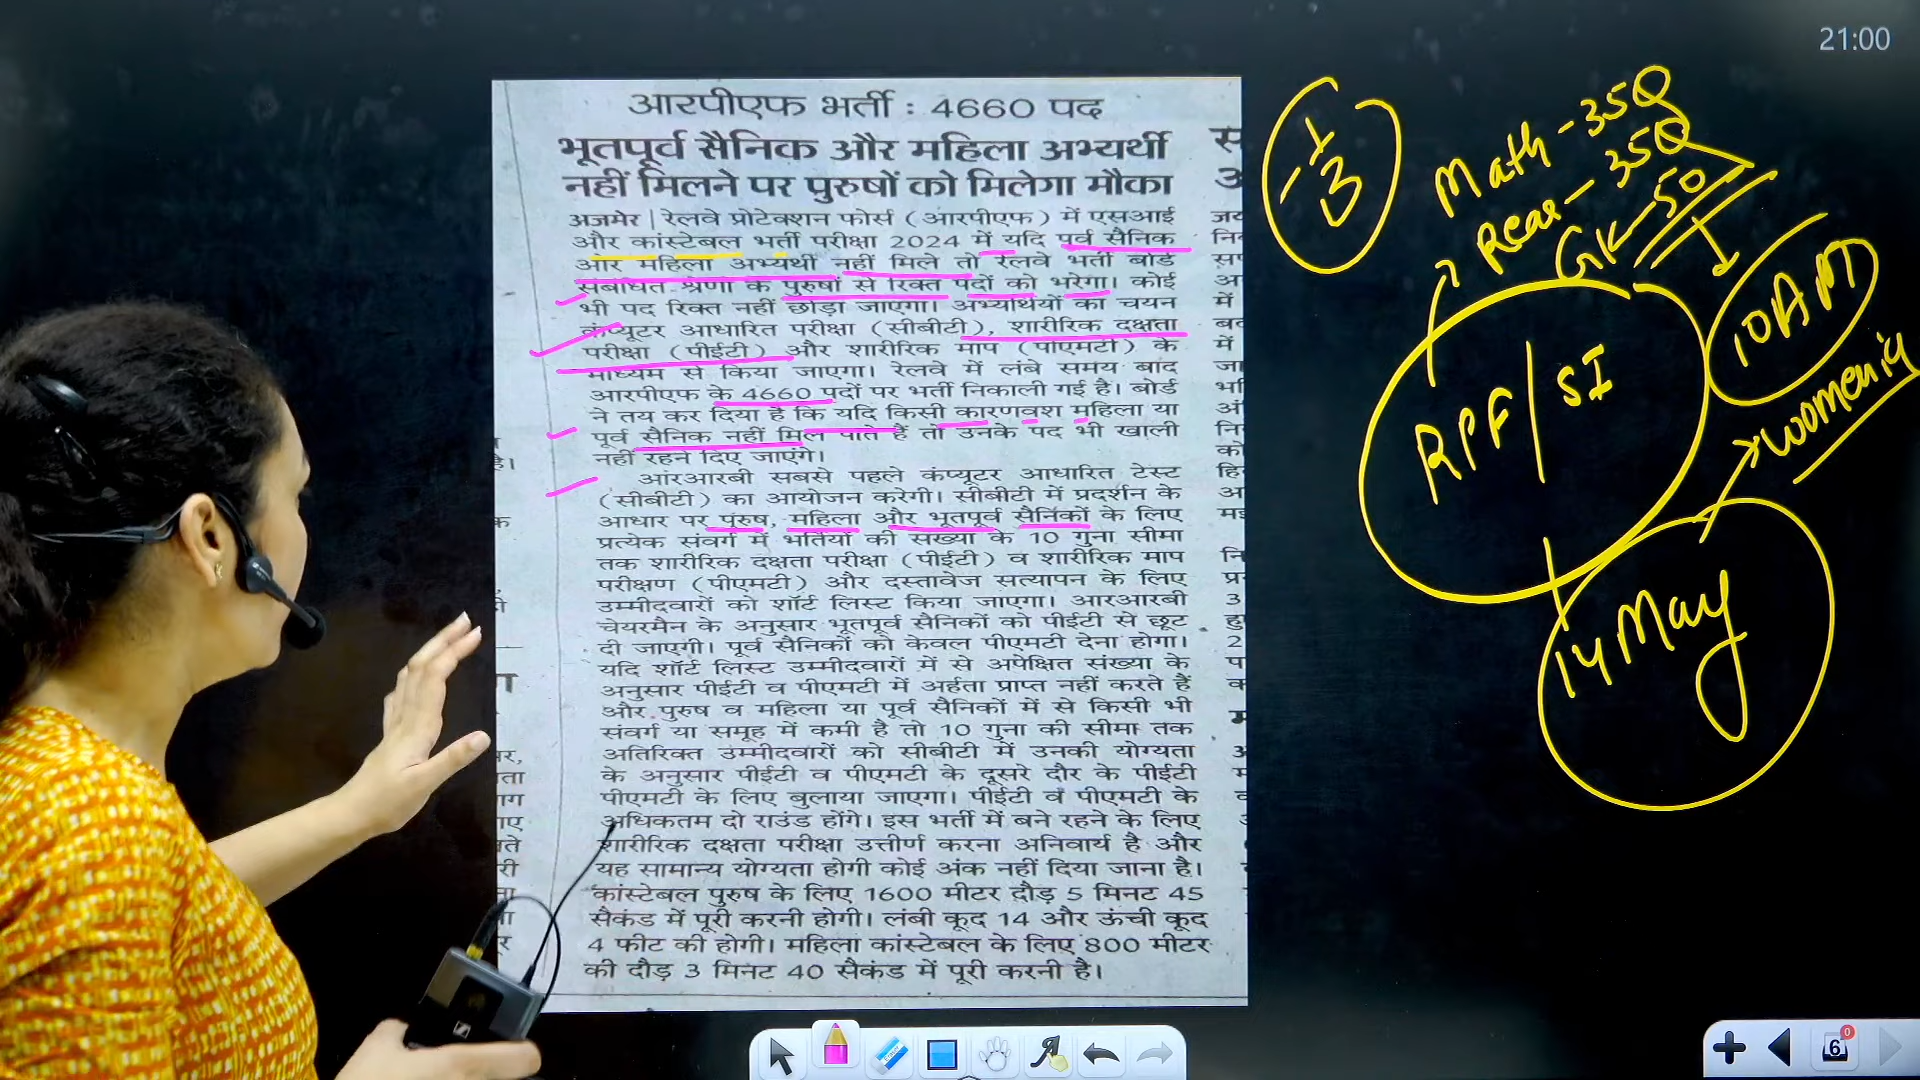 21:00
आरपीएफ भर्ती : 4660 पद
भूतपूर्व सैनिक और महिला अभ्यर्थी
नहीं मिलने पर पुरुषों को मिलेगा मौका
अजमेर | रेलवे प्रोटेक्शन फोर्स (आरपीएफ) में एसआई
और कांस्टेबल भर्ती परीक्षा 2024 में यदि पूर्व सैनिक
और महिला अभ्यर्थी नहीं मिले तो रेलवे भर्ती बोर्ड
संबंधित श्रेणी के पुरुषों से रिक्त पदों को भरेगा। कोई
भी पद रिक्त नहीं छोड़ा जाएगा। अभ्यर्थियों का चयन
कंप्यूटर आधारित परीक्षा (सीबीटी), शारीरिक दक्षता
परीक्षा (पीईटी) और शारीरिक माप (पीएमटी) के
माध्यम से किया जाएगा। रेलवे में लंबे समय बाद
आरपीएफ के 4660 पदों पर भर्ती निकाली गई है। बोर्ड
ने तय कर दिया है कि यदि किसी कारणवश महिला या
पूर्व सैनिक नहीं मिल पाते हैं तो उनके पद भी खाली
नहीं रहने दिए जाएंगे।
आरआरबी सबसे पहले कंप्यूटर आधारित टेस्ट
(सीबीटी) का आयोजन करेगी। सीबीटी में प्रदर्शन के
आधार पर पुरुष, महिला और भूतपूर्व सैनिकों के लिए
प्रत्येक संवर्ग में भर्तियों की संख्या के 10 गुना सीमा
तक शारीरिक दक्षता परीक्षा (पीईटी) व शारीरिक माप
परीक्षण (पीएमटी) और दस्तावेज सत्यापन के लिए
उम्मीदवारों को शॉर्ट लिस्ट किया जाएगा। आरआरबी
चेयरमैन के अनुसार भूतपूर्व सैनिकों को पीईटी से छूट
दी जाएगी। पूर्व सैनिकों को केवल पीएमटी देना होगा।
यदि शॉर्ट लिस्ट उम्मीदवारों में से अपेक्षित संख्या के
अनुसार पीईटी व पीएमटी में अर्हता प्राप्त नहीं करते हैं
और पुरुष व महिला या पूर्व सैनिकों में से किसी भी
संवर्ग या समूह में कमी है तो 10 गुना की सीमा तक
अतिरिक्त उम्मीदवारों को सीबीटी में उनकी योग्यता
के अनुसार पीईटी व पीएमटी के दूसरे दौर के पीईटी
पीएमटी के लिए बुलाया जाएगा। पीईटी व पीएमटी के
अधिकतम दो राउंड होंगे। इस भर्ती में बने रहने के लिए
शारीरिक दक्षता परीक्षा उत्तीर्ण करना अनिवार्य है और
यह सामान्य योग्यता होगी कोई अंक नहीं दिया जाना है।
कांस्टेबल पुरुष के लिए 1600 मीटर दौड़ 5 मिनट 45
सैकंड में पूरी करनी होगी। लंबी कूद 14 और ऊंची कूद
4 फीट की होगी। महिला कांस्टेबल के लिए 800 मीटर
की दौड़ 3 मिनट 40 सैकंड में पूरी करनी है।
-1/3
Math - 35Q
Reas - 35Q
GK - 50
10AM
RPF / SI
14 May
6
0